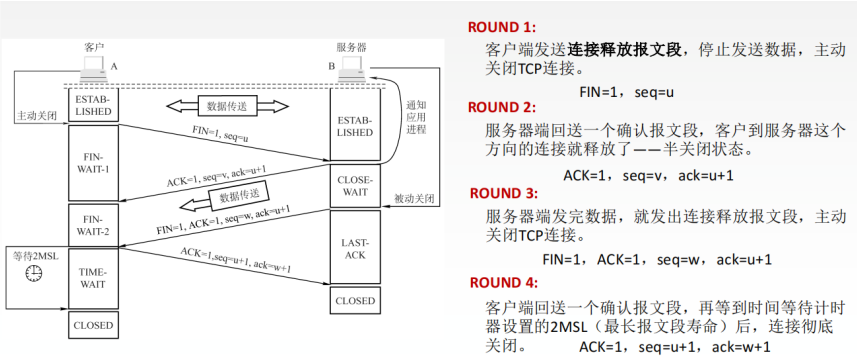 客户
A
服务器
B
ESTAB-
LISHED
数据传送
ESTAB-
LISHED
通知
应用
进程
主动关闭
FIN=1, seq=u
FIN-
WAIT-1
ACK=1, seq=v, ack=u+1
CLOSE-
WAIT
数据传送
被动关闭
FIN-
WAIT-2
FIN=1, ACK=1, seq=w, ack=u+1
LAST-
ACK
等待2MSL
ACK=1,seq=u+1, ack=w+1
TIME-
WAIT
CLOSED
CLOSED
ROUND 1:
客户端发送连接释放报文段，停止发送数据，主动
关闭TCP连接。
FIN=1，seq=u
ROUND 2:
服务器端回送一个确认报文段，客户到服务器这个
方向的连接就释放了——半关闭状态。
ACK=1，seq=v，ack=u+1
ROUND 3:
服务器端发完数据，就发出连接释放报文段，主动
关闭TCP连接。
FIN=1，ACK=1，seq=w，ack=u+1
ROUND 4:
客户端回送一个确认报文段，再等到时间等待计时
器设置的2MSL（最长报文段寿命）后，连接彻底
关闭。 ACK=1，seq=u+1，ack=w+1